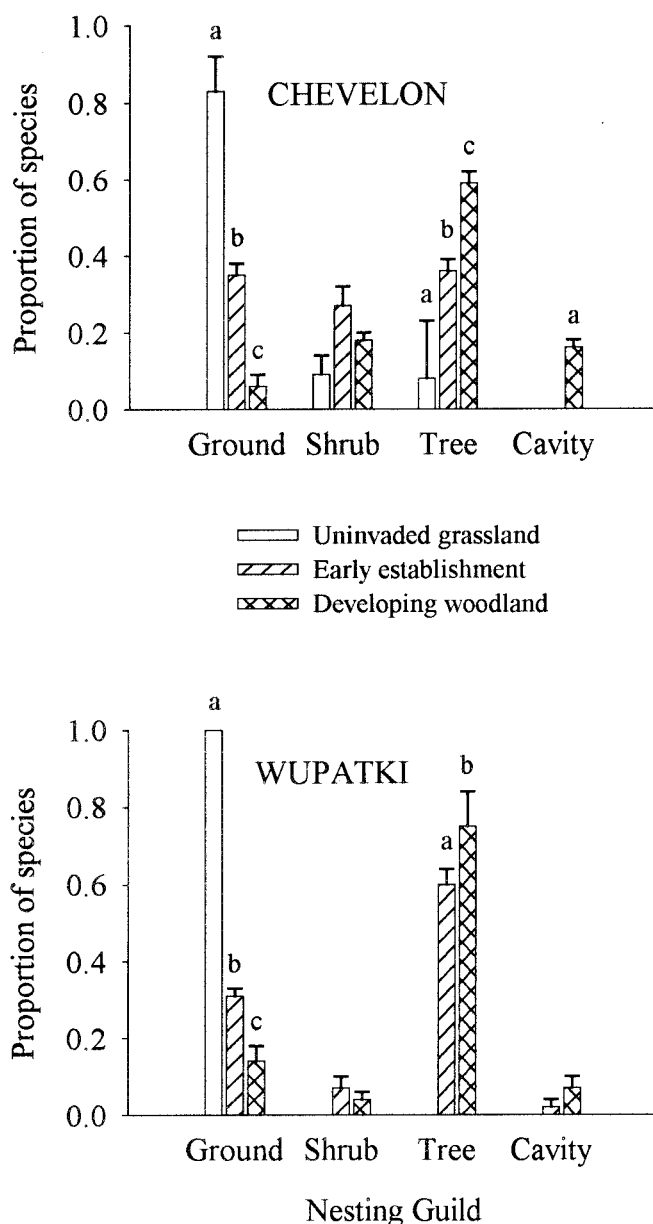 1.0
a
CHEVELON
0.8
c
0.6
b
b
0.4
a
a
0.2
c
0.0
Proportion of species
Ground Shrub Tree Cavity
Uninvaded grassland
Early establishment
Developing woodland
a
1.0
WUPATKI
b
0.8
a
0.6
0.4
b
c
0.2
0.0
Proportion of species
Ground Shrub Tree Cavity
Nesting Guild